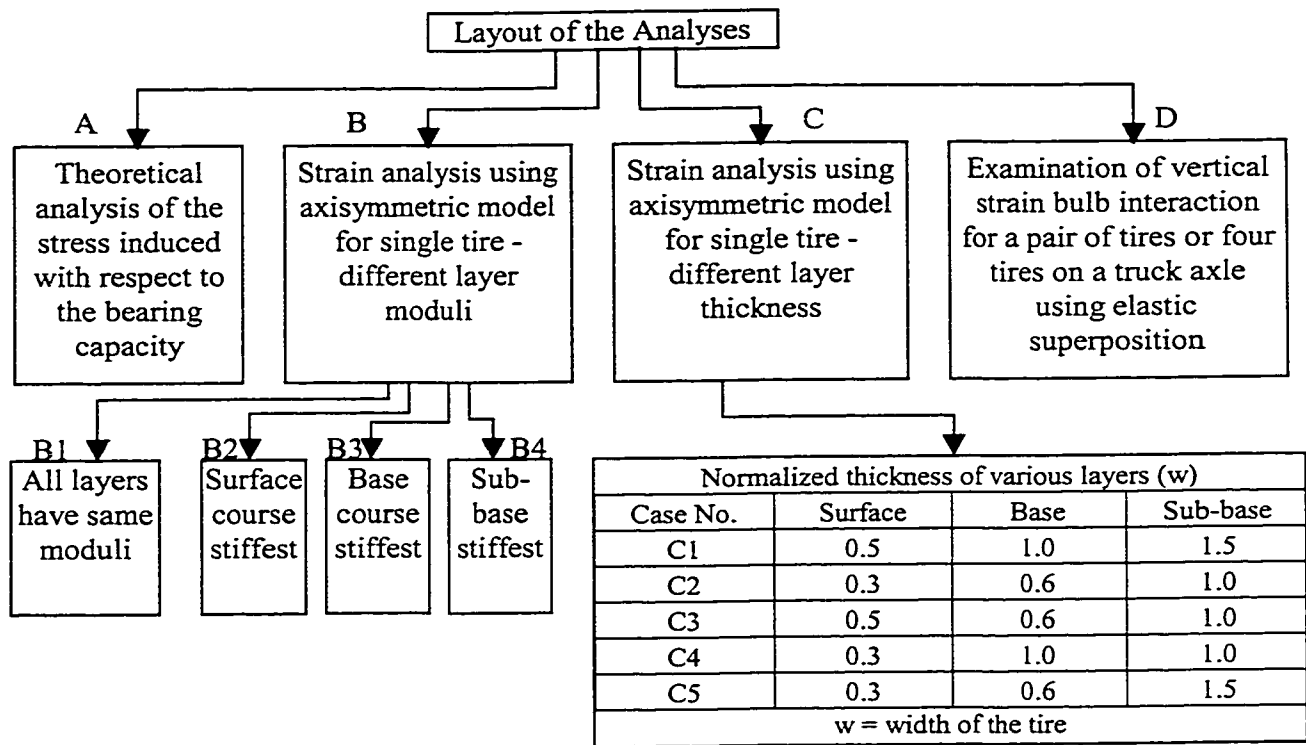 Layout of the Analyses
A
Theoretical
analysis of the
stress induced
with respect to
the bearing
capacity
B
Strain analysis using
axisymmetric model
for single tire -
different layer
moduli
C
Strain analysis using
axisymmetric model
for single tire -
different layer
thickness
D
Examination of vertical
strain bulb interaction
for a pair of tires or four
tires on a truck axle
using elastic
superposition
B1
All layers
have same
moduli
B2
Surface
course
stiffest
B3
Base
course
stiffest
B4
Sub-
base
stiffest
Normalized thickness of various layers (w)
Case No. Surface Base Sub-base
C1 0.5 1.0 1.5
C2 0.3 0.6 1.0
C3 0.5 0.6 1.0
C4 0.3 1.0 1.0
C5 0.3 0.6 1.5
w = width of the tire